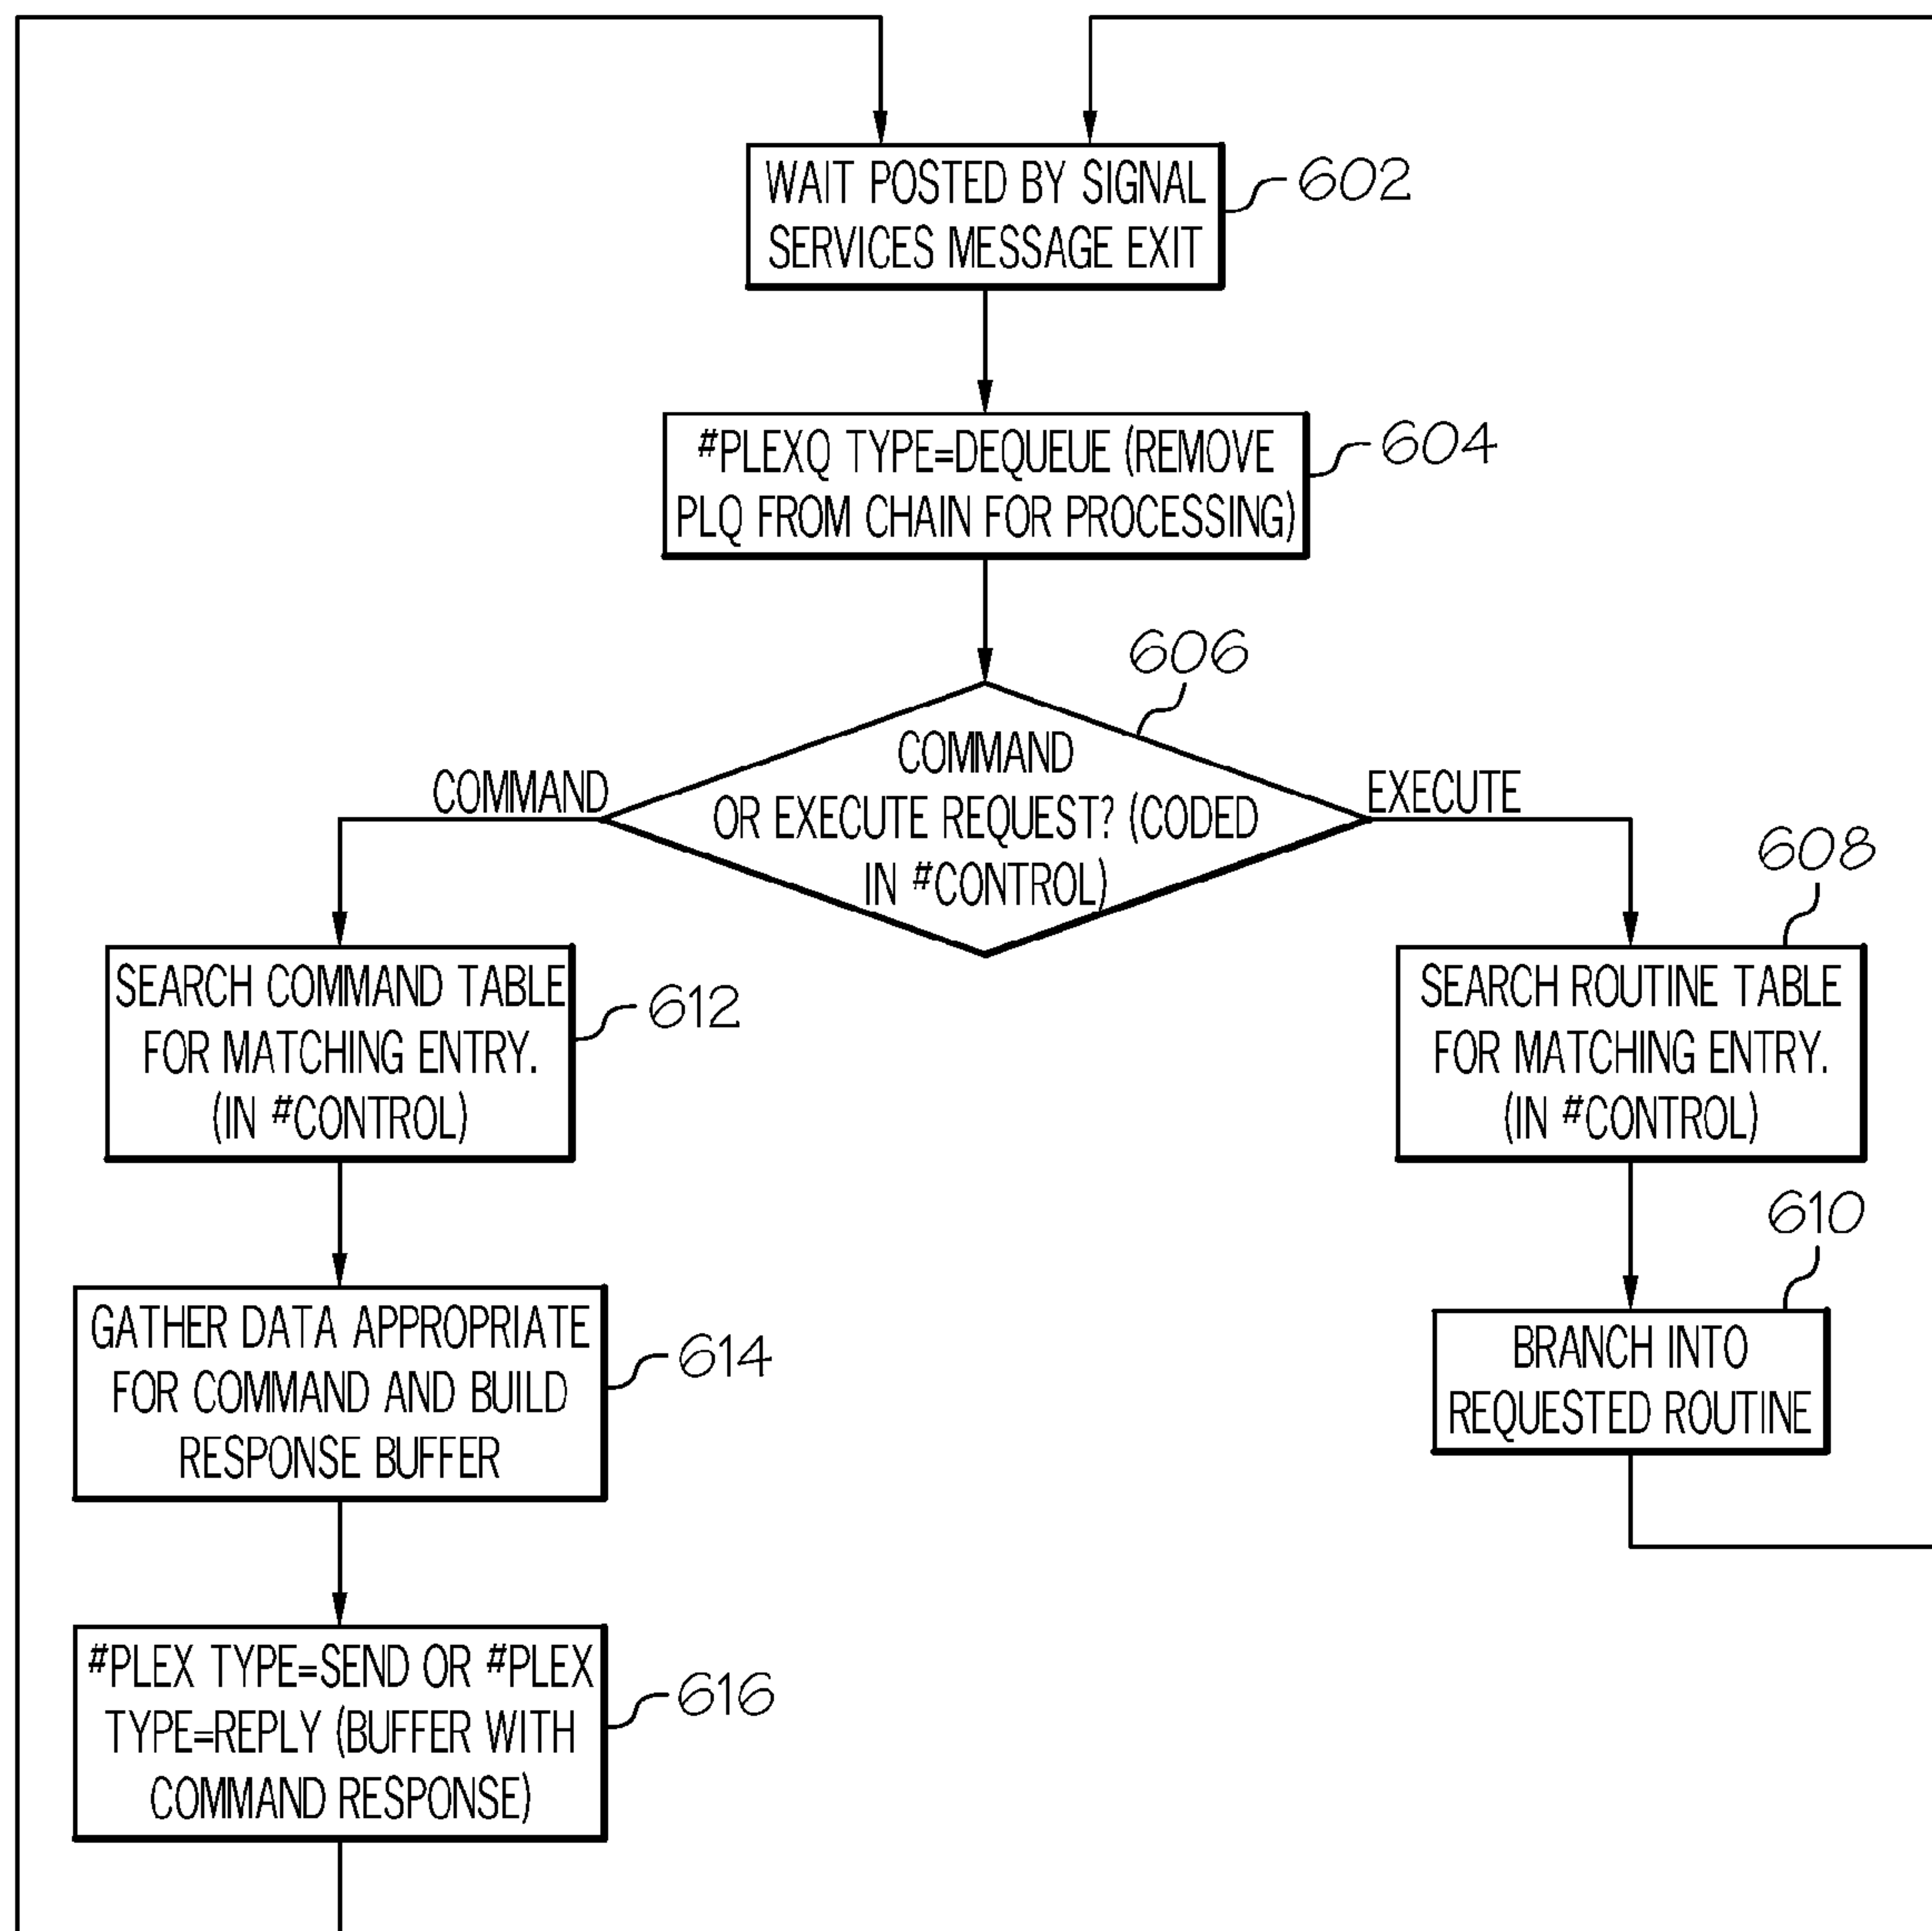 WAIT POSTED BY SIGNAL
SERVICES MESSAGE EXIT
602
#PLEXQ TYPE=DEQUEUE (REMOVE
PLQ FROM CHAIN FOR PROCESSING)
604
606
COMMAND
OR EXECUTE REQUEST? (CODED
IN #CONTROL)
COMMAND
EXECUTE
SEARCH COMMAND TABLE
FOR MATCHING ENTRY.
(IN #CONTROL)
612
608
SEARCH ROUTINE TABLE
FOR MATCHING ENTRY.
(IN #CONTROL)
GATHER DATA APPROPRIATE
FOR COMMAND AND BUILD
RESPONSE BUFFER
614
610
BRANCH INTO
REQUESTED ROUTINE
#PLEX TYPE=SEND OR #PLEX
TYPE=REPLY (BUFFER WITH
COMMAND RESPONSE)
616